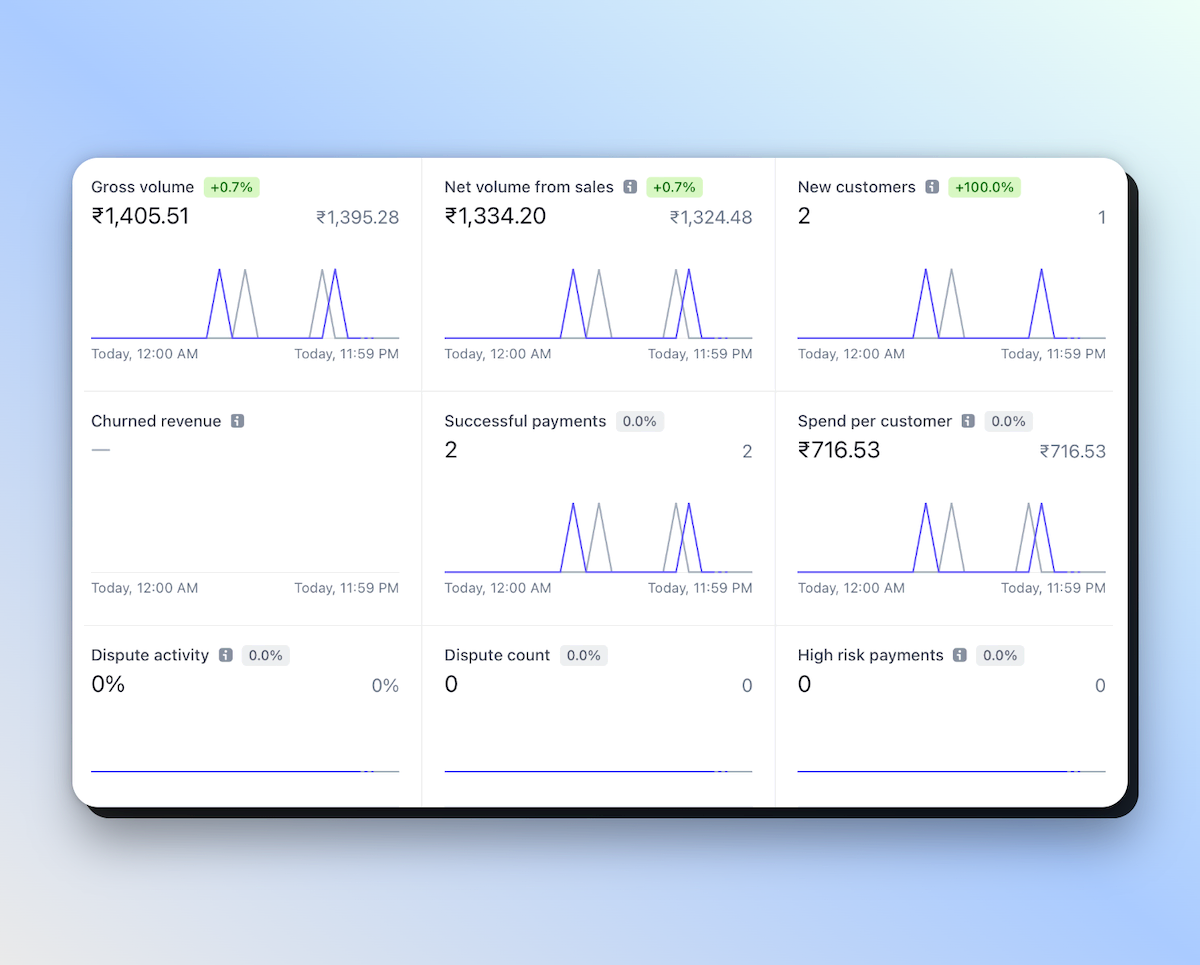 Gross volume +0.7%
₹1,405.51 ₹1,395.28
Today, 12:00 AM Today, 11:59 PM
Net volume from sales +0.7%
₹1,334.20 ₹1,324.48
Today, 12:00 AM Today, 11:59 PM
New customers +100.0%
2 1
Today, 12:00 AM Today, 11:59 PM
Churned revenue
—
Today, 12:00 AM Today, 11:59 PM
Successful payments 0.0%
2 2
Today, 12:00 AM Today, 11:59 PM
Spend per customer 0.0%
₹716.53 ₹716.53
Today, 12:00 AM Today, 11:59 PM
Dispute activity 0.0%
0% 0%
Dispute count 0.0%
0 0
High risk payments 0.0%
0 0